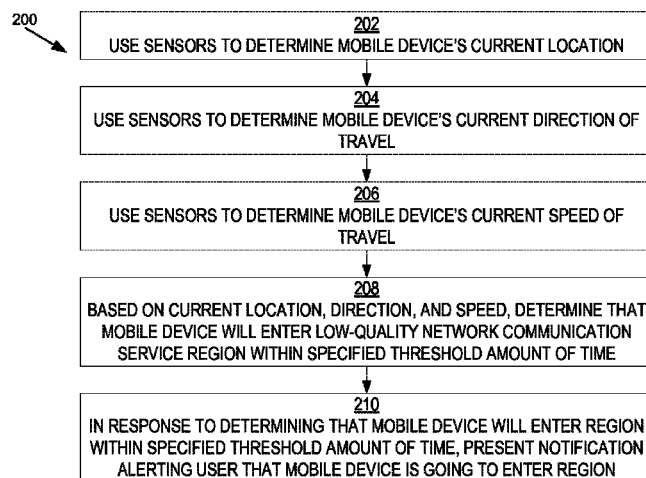 200
202
USE SENSORS TO DETERMINE MOBILE DEVICE'S CURRENT LOCATION
204
USE SENSORS TO DETERMINE MOBILE DEVICE'S CURRENT DIRECTION OF
TRAVEL
206
USE SENSORS TO DETERMINE MOBILE DEVICE'S CURRENT SPEED OF
TRAVEL
208
BASED ON CURRENT LOCATION, DIRECTION, AND SPEED, DETERMINE THAT
MOBILE DEVICE WILL ENTER LOW-QUALITY NETWORK COMMUNICATION
SERVICE REGION WITHIN SPECIFIED THRESHOLD AMOUNT OF TIME
210
IN RESPONSE TO DETERMINING THAT MOBILE DEVICE WILL ENTER REGION
WITHIN SPECIFIED THRESHOLD AMOUNT OF TIME, PRESENT NOTIFICATION
ALERTING USER THAT MOBILE DEVICE IS GOING TO ENTER REGION